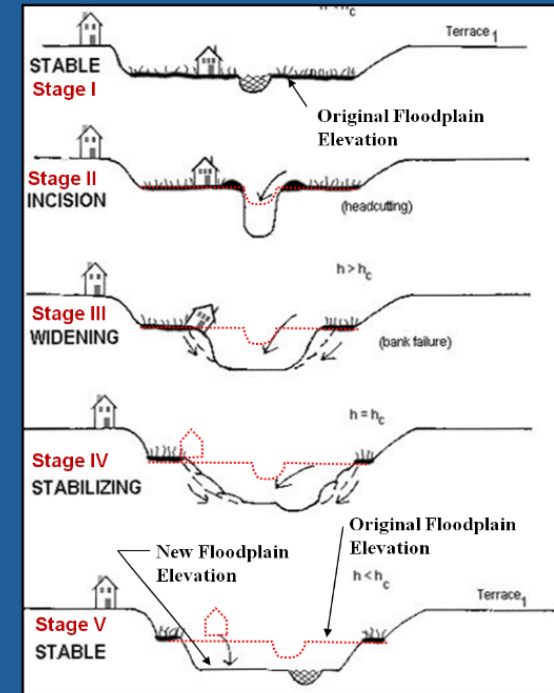 Terrace1
STABLE
Stage I
Original Floodplain
Elevation
Stage II
INCISION
(headcutting)
h > hc
Stage III
WIDENING
(bank failure)
h = hc
Stage IV
STABILIZING
Original Floodplain
Elevation
New Floodplain
Elevation
h < hc
Terrace1
Stage V
STABLE